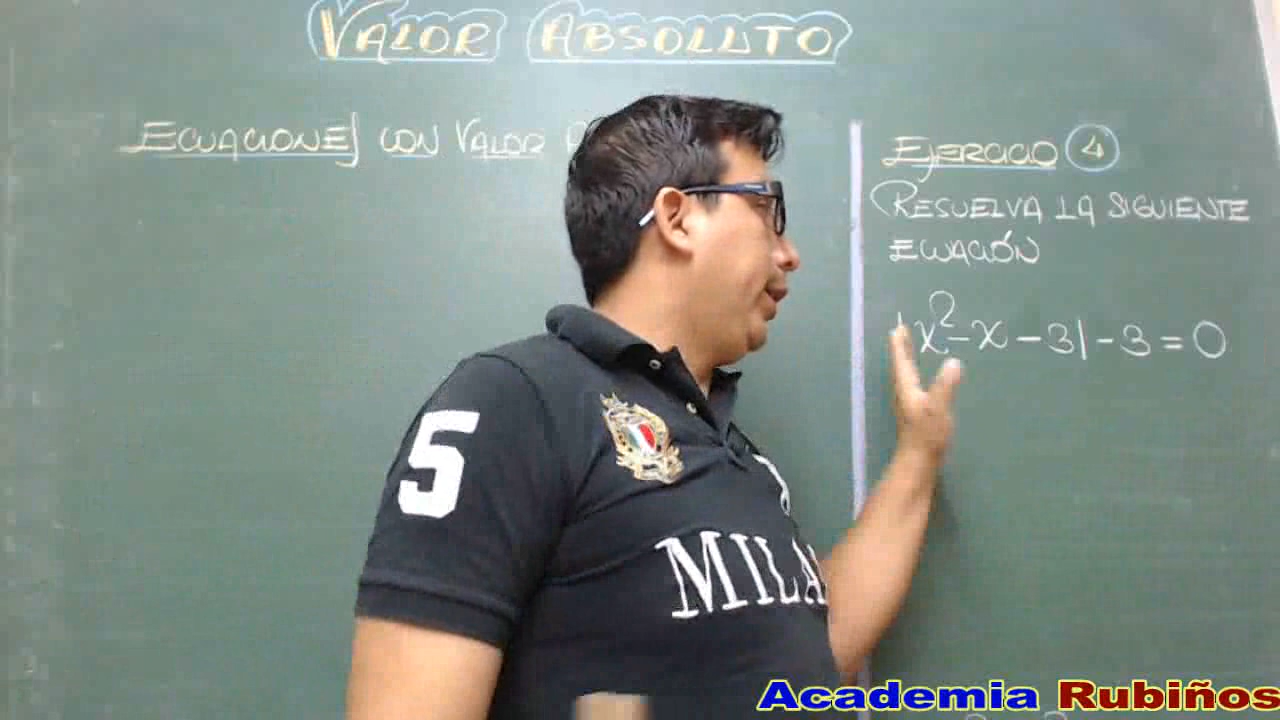 VALOR ABSOLUTO
ECUACIONES CON VALOR
EJERCICIO 4
RESUELVA LA SIGUIENTE
ECUACIÓN
|x²-x-3|-3=0
5
MILA
Academia Rubiños